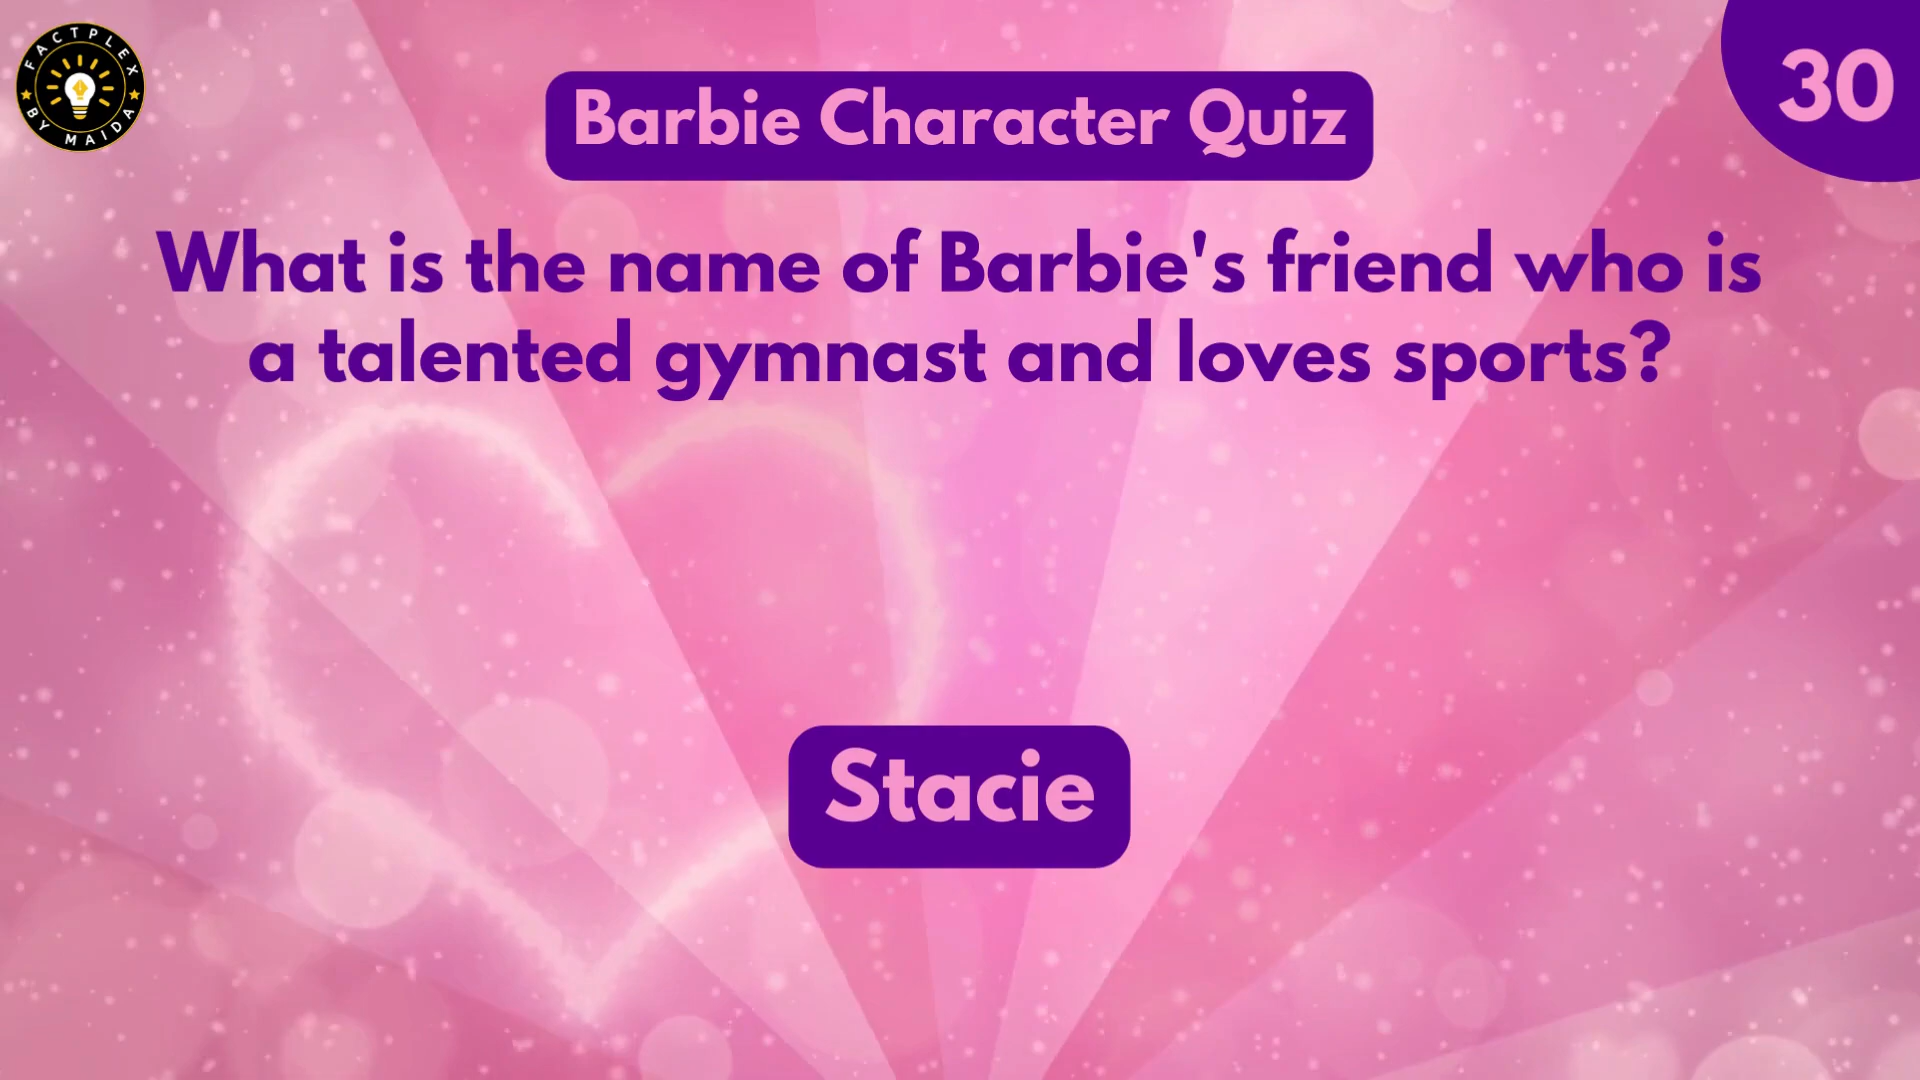 FACTPLEX
BY MAIDA
Barbie Character Quiz
30
What is the name of Barbie's friend who is
a talented gymnast and loves sports?
Stacie